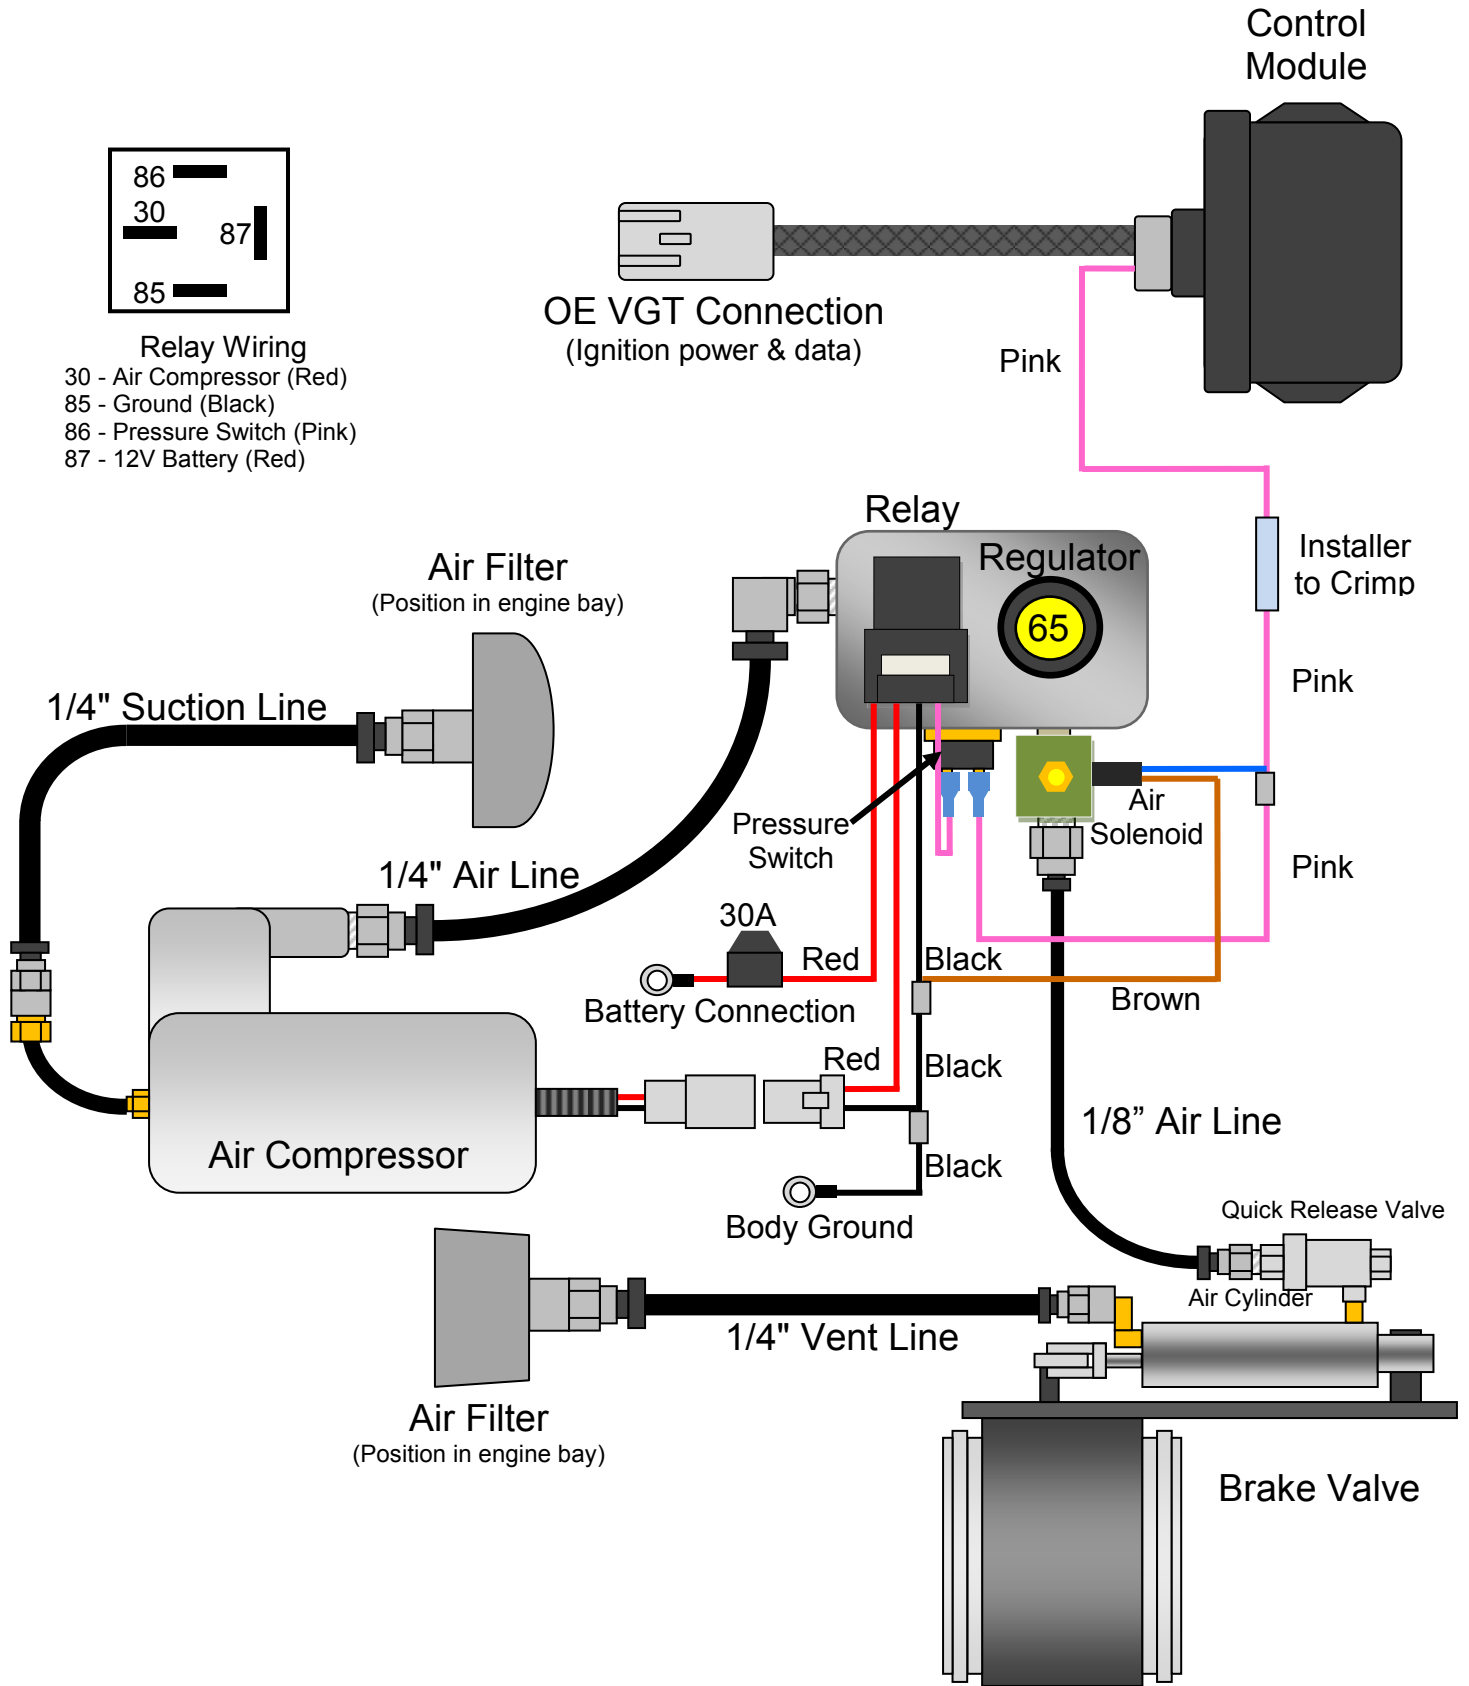 Control
Module
86
30
87
85
Relay Wiring
30 - Air Compressor (Red)
85 - Ground (Black)
86 - Pressure Switch (Pink)
87 - 12V Battery (Red)
OE VGT Connection
(Ignition power & data)
Pink
Relay
Regulator
65
Installer
to Crimp
Air Filter
(Position in engine bay)
1/4" Suction Line
Pink
Pressure
Switch
Air
Solenoid
1/4" Air Line
Pink
30A
Red
Black
Battery Connection
Brown
Red
Black
Air Compressor
1/8” Air Line
Black
Body Ground
Quick Release Valve
Air Cylinder
1/4" Vent Line
Air Filter
(Position in engine bay)
Brake Valve